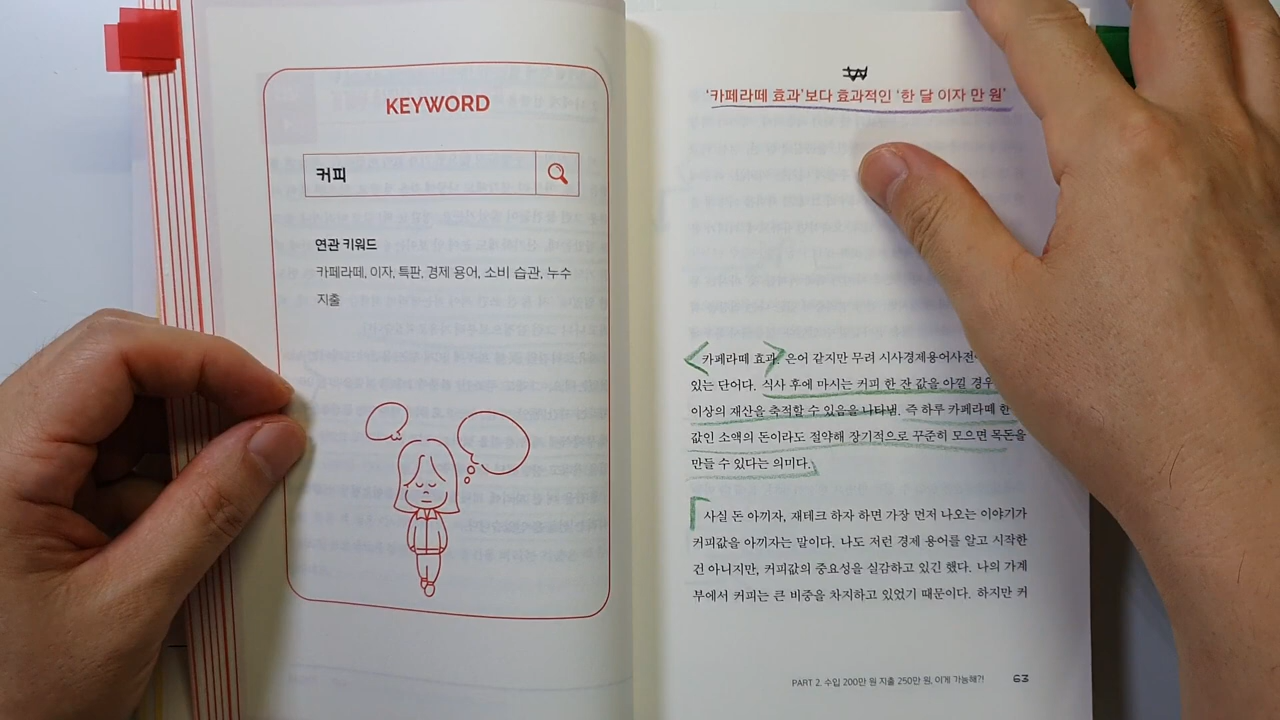 KEYWORD
커피
연관 키워드
카페라떼, 이자, 특판, 경제 용어, 소비 습관, 누수
지출
₩
'카페라떼 효과'보다 효과적인 '한 달 이자 만 원'
카페라떼 효과. 은어 같지만 무려 시사경제용어사전
있는 단어다. 식사 후에 마시는 커피 한 잔 값을 아낄 경우
이상의 재산을 축적할 수 있음을 나타냄. 즉 하루 카페라떼 한
값인 소액의 돈이라도 절약해 장기적으로 꾸준히 모으면 목돈을
만들 수 있다는 의미다.
사실 돈 아끼자, 재테크 하자 하면 가장 먼저 나오는 이야기가
커피값을 아끼자는 말이다. 나도 저런 경제 용어를 알고 시작한
건 아니지만, 커피값의 중요성을 실감하고 있긴 했다. 나의 가계
부에서 커피는 큰 비중을 차지하고 있었기 때문이다. 하지만 커
PART 2. 수입 200만 원 지출 250만 원, 이게 가능해?! 63